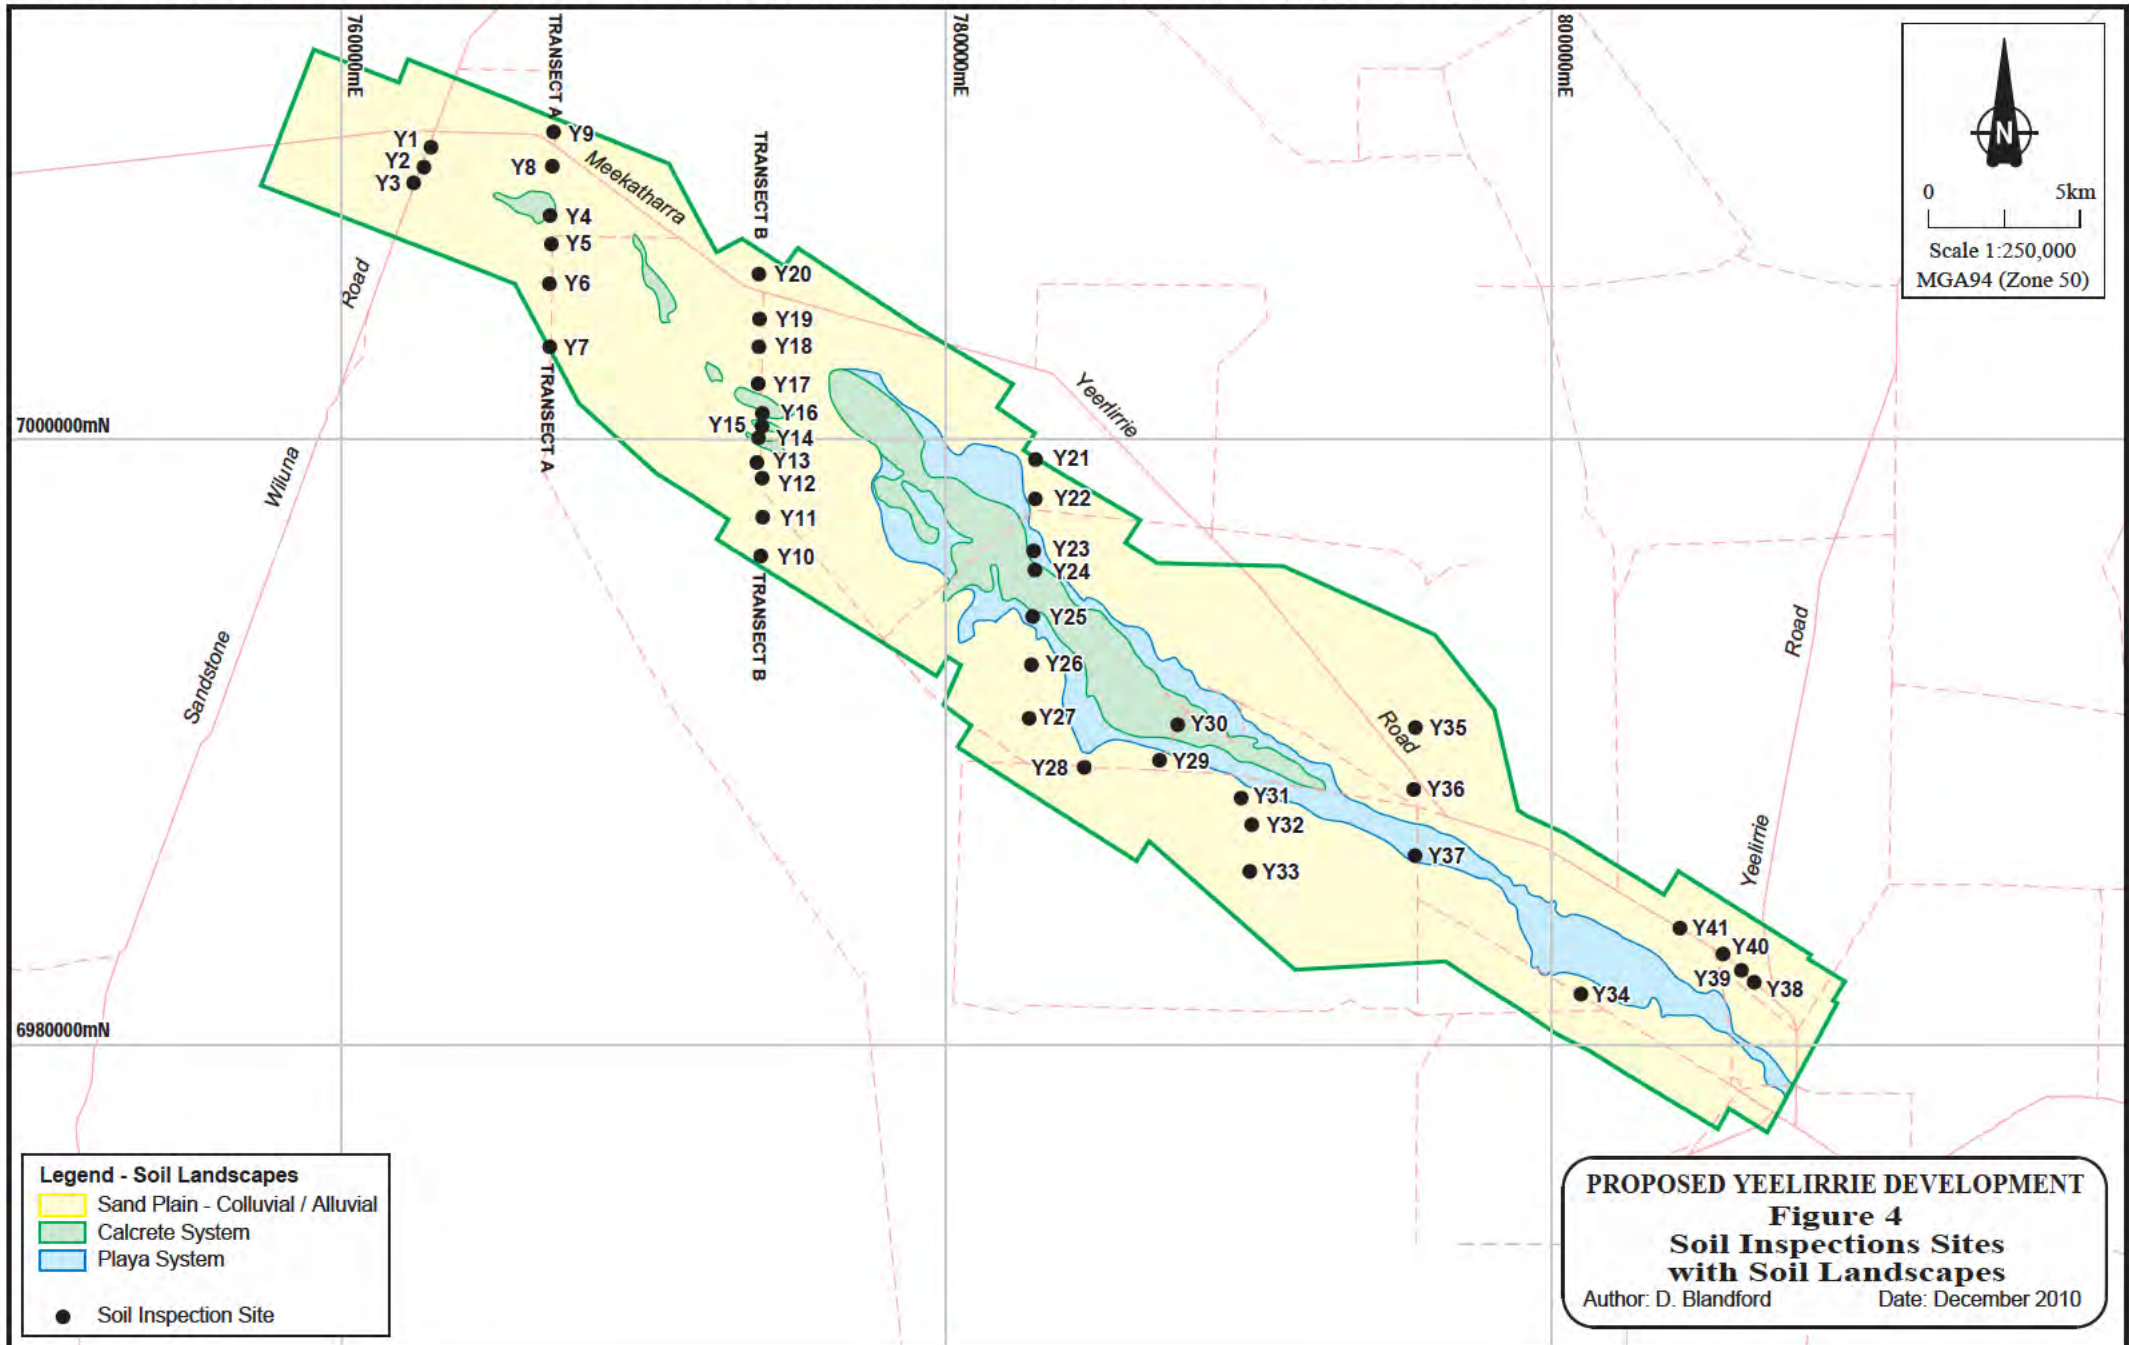 760000mE
TRANSECT A
780000mE
800000mE
N
0 5km
Scale 1:250,000
MGA94 (Zone 50)
TRANSECT B
Y9
Y1
Y2
Y3
Y8
Meekatharra
Y4
Y5
Y6
Y7
Road
Y20
Y19
Y18
Y17
Y16
Y15
Y14
Y13
Y12
Y11
Y10
TRANSECT A
TRANSECT B
7000000mN
Wiluna
Sandstone
Yeerlirrie
Y21
Y22
Y23
Y24
Y25
Y26
Y27
Y28
Y29
Y30
Y31
Y32
Y33
Road
Y35
Y36
Y37
Road
Yeelirrie
Y41
Y40
Y39
Y38
Y34
6980000mN
Legend - Soil Landscapes
Sand Plain - Colluvial / Alluvial
Calcrete System
Playa System
Soil Inspection Site
PROPOSED YEELIRRIE DEVELOPMENT
Figure 4
Soil Inspections Sites
with Soil Landscapes
Author: D. Blandford Date: December 2010